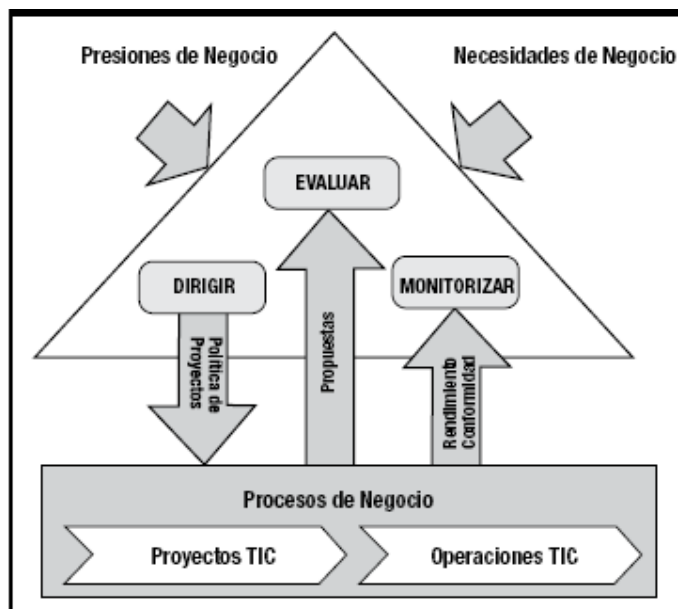 Presiones de Negocio
Necesidades de Negocio
EVALUAR
DIRIGIR
MONITORIZAR
Política de
Proyectos
Propuestas
Rendimiento
Conformidad
Procesos de Negocio
Proyectos TIC
Operaciones TIC